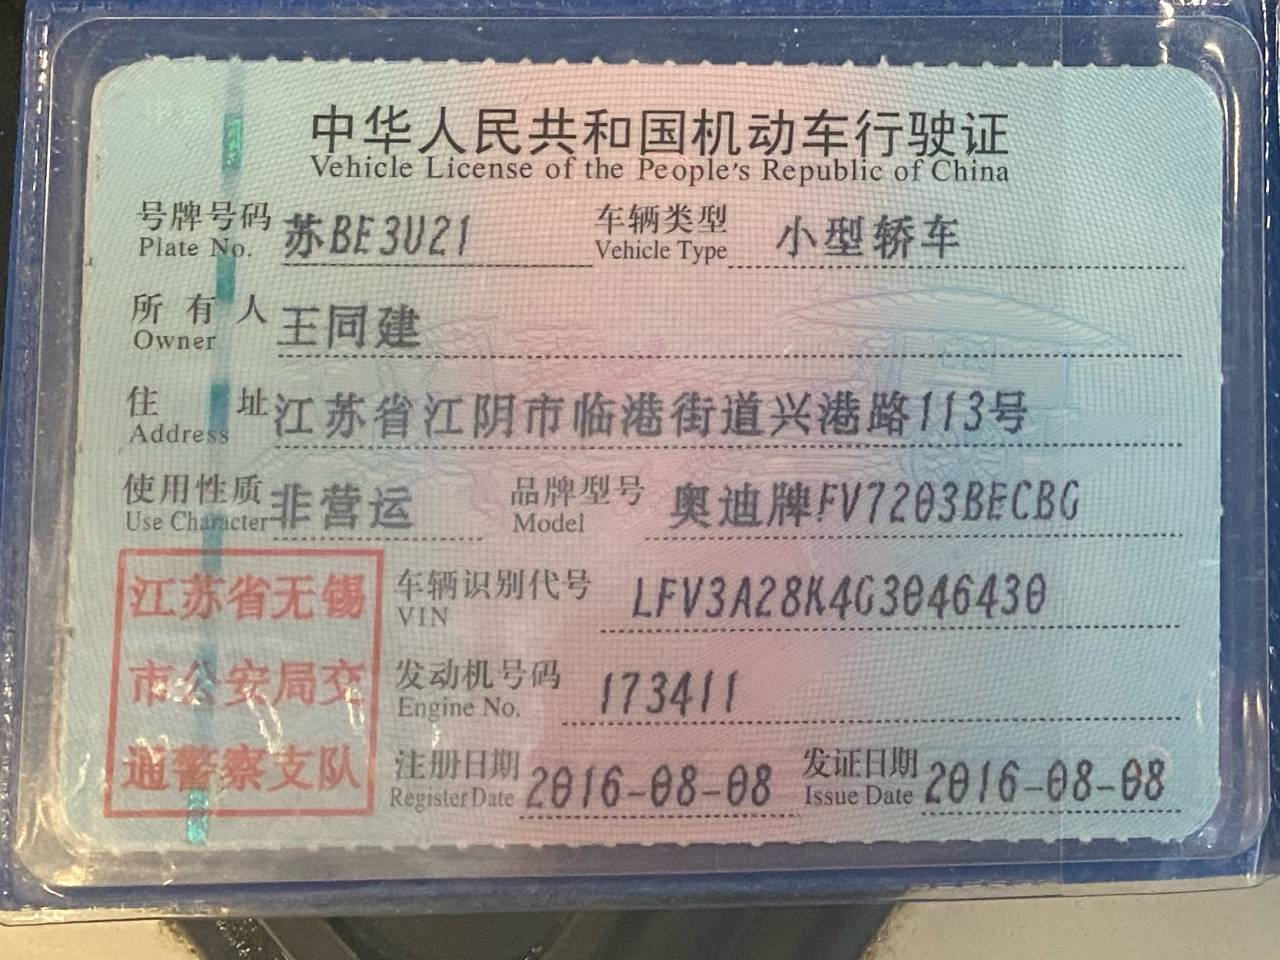 中华人民共和国机动车行驶证
Vehicle License of the People's Republic of China
号牌号码 苏BE3U21 车辆类型 小型轿车
Plate No. Vehicle Type
所有人 王同建
Owner
住址 江苏省江阴市临港街道兴港路113号
Address
使用性质 非营运 品牌型号 奥迪牌FV7203BECBG
Use Character Model
江苏省无锡
市公安局交
通警察支队
车辆识别代号 LFV3A28K4G3046430
VIN
发动机号码 173411
Engine No.
注册日期 2016-08-08 发证日期 2016-08-08
Register Date Issue Date